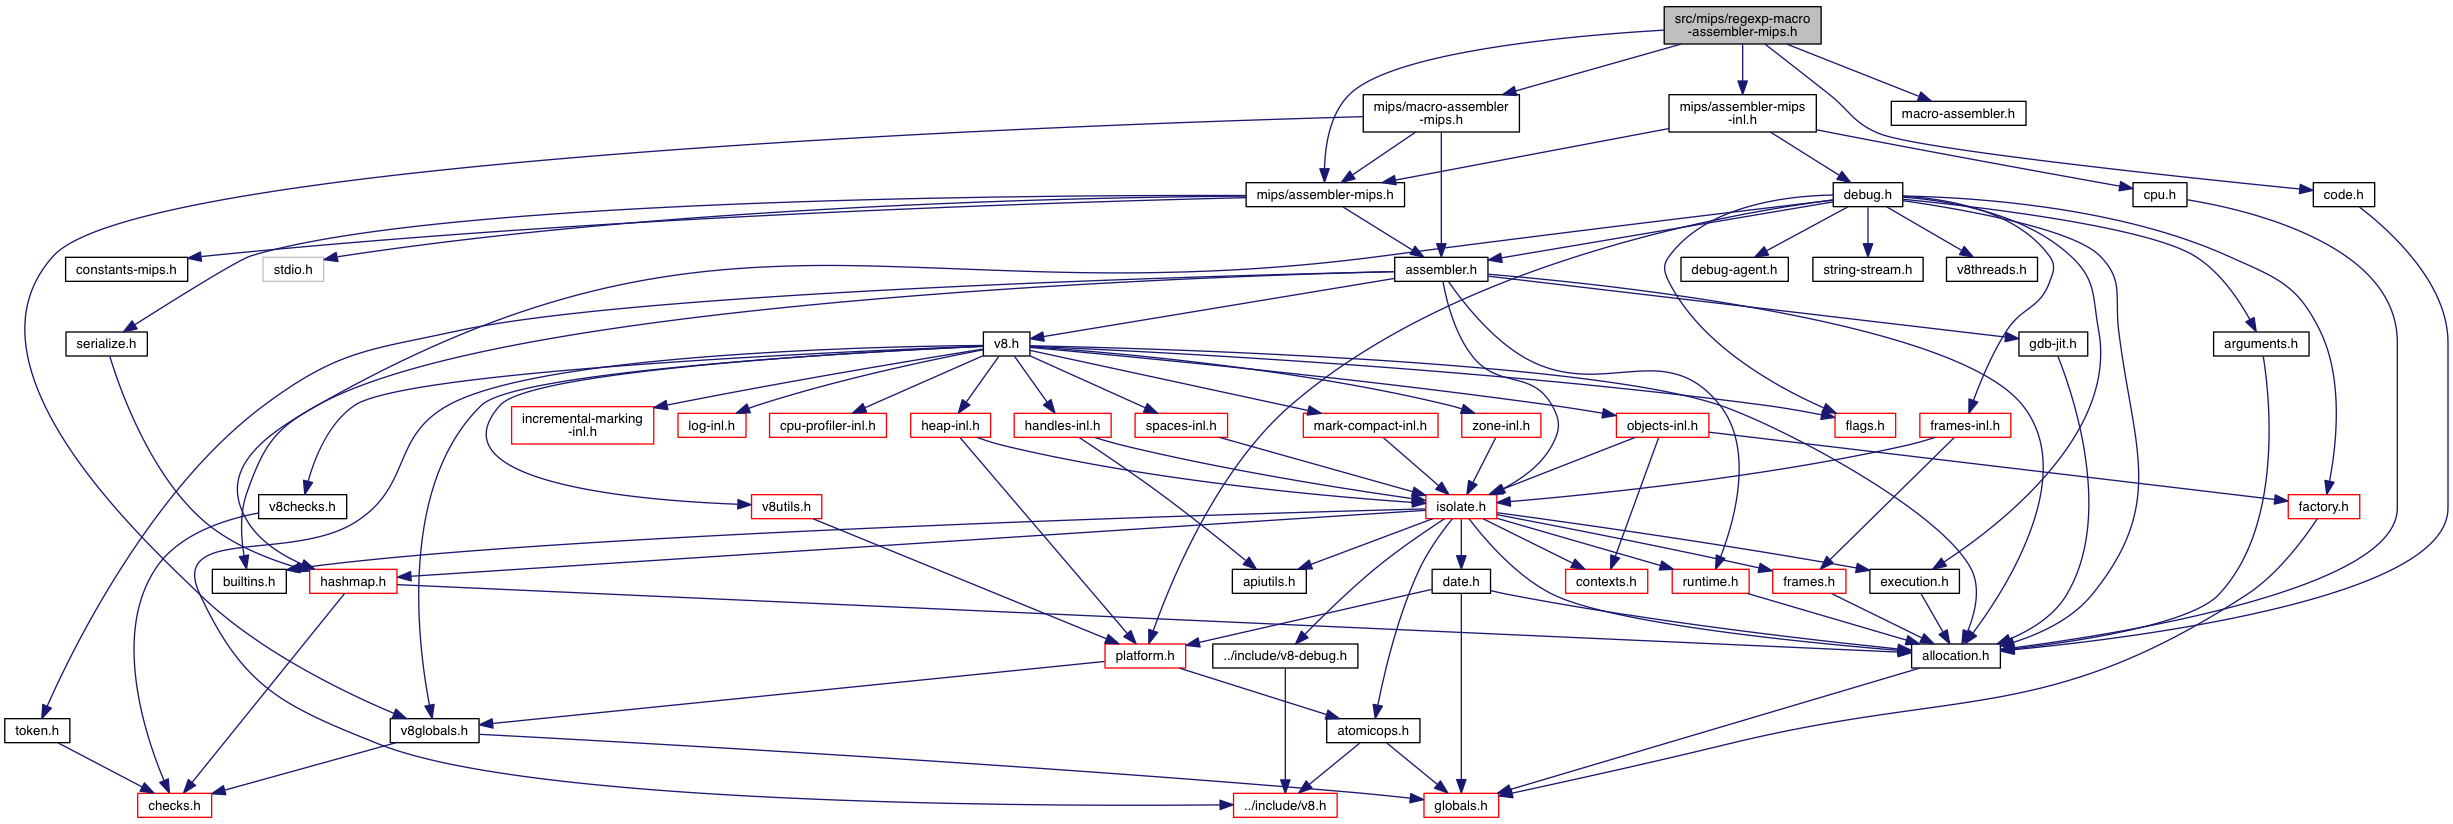 src/mips/regexp-macro
-assembler-mips.h
mips/macro-assembler
-mips.h
mips/assembler-mips
-inl.h
macro-assembler.h
mips/assembler-mips.h
debug.h
cpu.h
code.h
constants-mips.h
stdio.h
assembler.h
debug-agent.h
string-stream.h
v8threads.h
serialize.h
v8.h
gdb-jit.h
arguments.h
incremental-marking
-inl.h
log-inl.h
cpu-profiler-inl.h
heap-inl.h
handles-inl.h
spaces-inl.h
mark-compact-inl.h
zone-inl.h
objects-inl.h
flags.h
frames-inl.h
v8checks.h
v8utils.h
isolate.h
factory.h
builtins.h
hashmap.h
apiutils.h
date.h
contexts.h
runtime.h
frames.h
execution.h
platform.h
../include/v8-debug.h
allocation.h
token.h
v8globals.h
atomicops.h
checks.h
../include/v8.h
globals.h